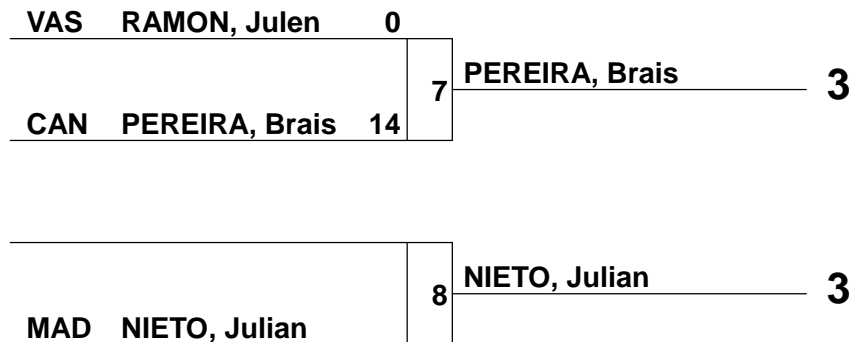 VAS RAMON, Julen 0
7 PEREIRA, Brais 3
CAN PEREIRA, Brais 14
8 NIETO, Julian 3
MAD NIETO, Julian